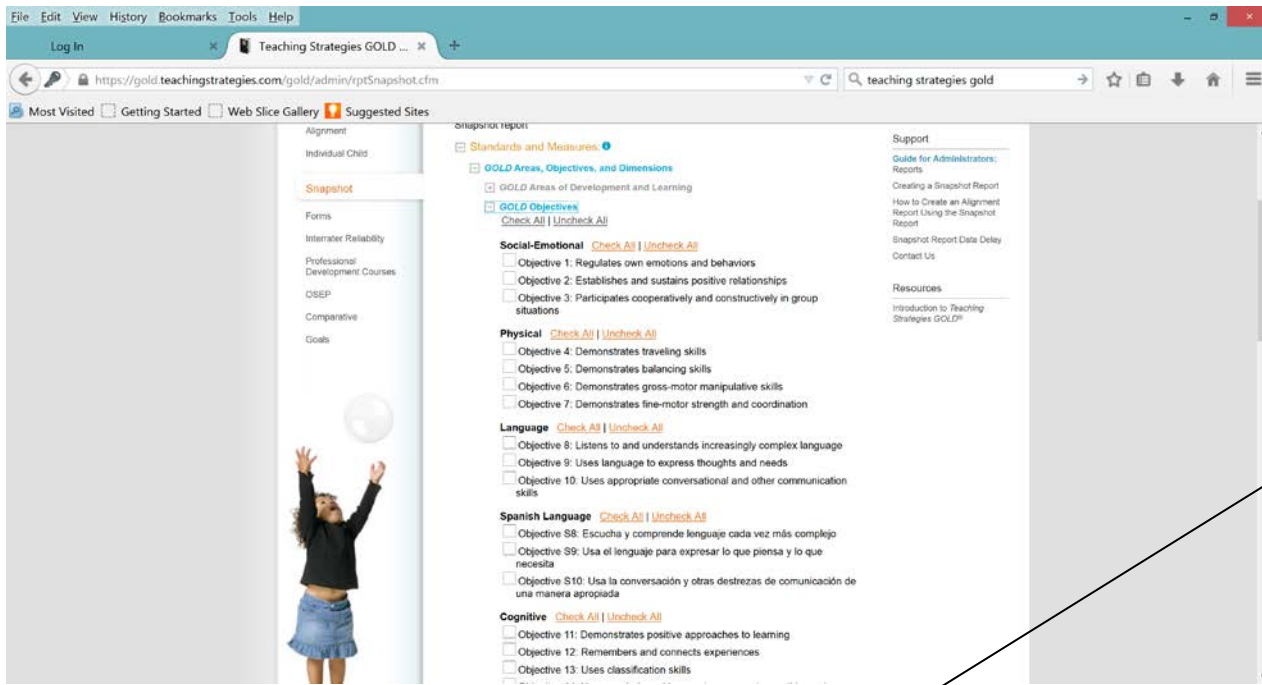 File Edit View History Bookmarks Tools Help
Log In
Teaching Strategies GOLD ...
https://gold.teachingstrategies.com/gold/admin/rptSnapshot.cfm
teaching strategies gold
Most Visited Getting Started Web Slice Gallery Suggested Sites
Alignment
Individual Child
Snapshot
Forms
Interrater Reliability
Professional
Development Courses
OSEP
Comparative
Goals
Snapshot report
Standards and Measures:
GOLD Areas, Objectives, and Dimensions
GOLD Areas of Development and Learning
GOLD Objectives
Check All | Uncheck All
Social-Emotional Check All | Uncheck All
Objective 1: Regulates own emotions and behaviors
Objective 2: Establishes and sustains positive relationships
Objective 3: Participates cooperatively and constructively in group
situations
Physical Check All | Uncheck All
Objective 4: Demonstrates traveling skills
Objective 5: Demonstrates balancing skills
Objective 6: Demonstrates gross-motor manipulative skills
Objective 7: Demonstrates fine-motor strength and coordination
Language Check All | Uncheck All
Objective 8: Listens to and understands increasingly complex language
Objective 9: Uses language to express thoughts and needs
Objective 10: Uses appropriate conversational and other communication
skills
Spanish Language Check All | Uncheck All
Objective S8: Escucha y comprende lenguaje cada vez más complejo
Objective S9: Usa el lenguaje para expresar lo que piensa y lo que
necesita
Objective S10: Usa la conversación y otras destrezas de comunicación de
una manera apropiada
Cognitive Check All | Uncheck All
Objective 11: Demonstrates positive approaches to learning
Objective 12: Remembers and connects experiences
Objective 13: Uses classification skills
Support
Guide for Administrators:
Reports
Creating a Snapshot Report
How to Create an Alignment
Report Using the Snapshot
Report
Snapshot Report Data Delay
Contact Us
Resources
Introduction to Teaching
Strategies GOLD®